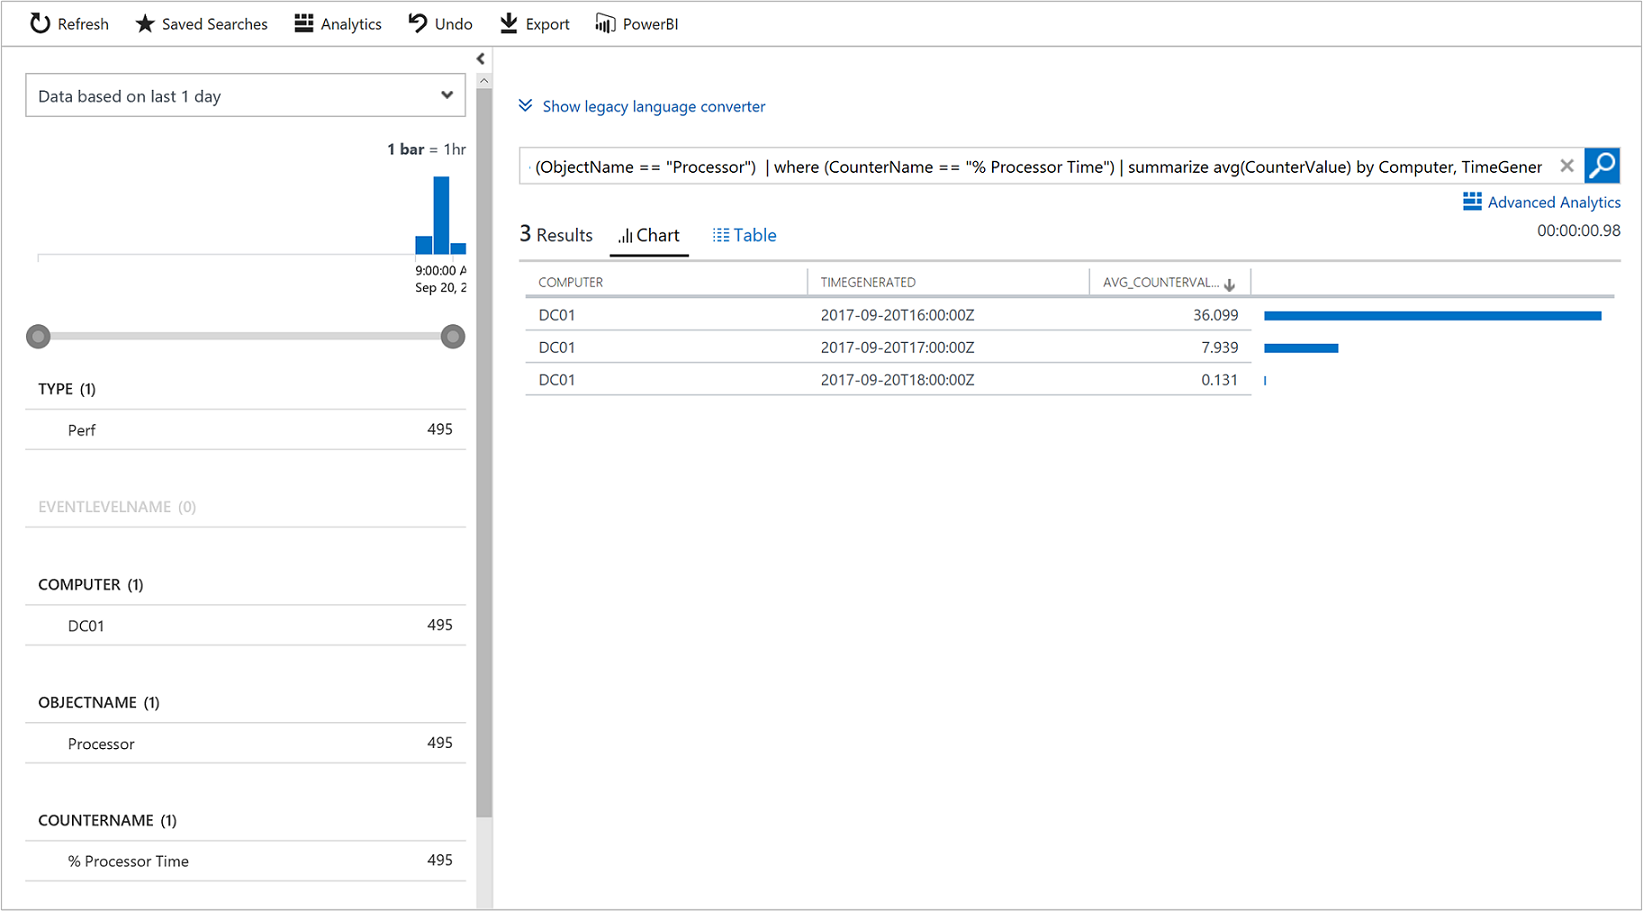 Refresh Saved Searches Analytics Undo Export PowerBI
Data based on last 1 day
1 bar = 1hr
9:00:00 A
Sep 20, 2
TYPE (1)
Perf 495
EVENTLEVELNAME (0)
COMPUTER (1)
DC01 495
OBJECTNAME (1)
Processor 495
COUNTERNAME (1)
% Processor Time 495
Show legacy language converter
(ObjectName == "Processor") | where (CounterName == "% Processor Time") | summarize avg(CounterValue) by Computer, TimeGener
Advanced Analytics
3 Results Chart Table 00:00:00.98
COMPUTER TIMEGENERATED AVG_COUNTERVAL...
DC01 2017-09-20T16:00:00Z 36.099
DC01 2017-09-20T17:00:00Z 7.939
DC01 2017-09-20T18:00:00Z 0.131